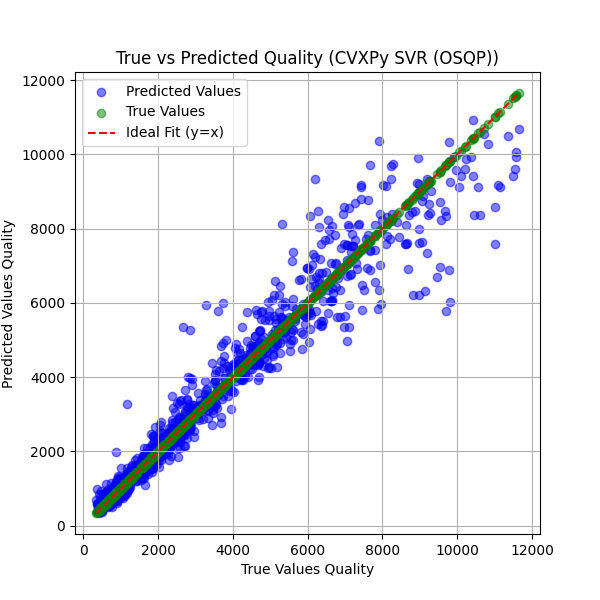 True vs Predicted Quality (CVXPy SVR (OSQP))
Predicted Values
True Values
Ideal Fit (y=x)
12000
10000
8000
6000
4000
2000
0
Predicted Values Quality
0 2000 4000 6000 8000 10000 12000
True Values Quality